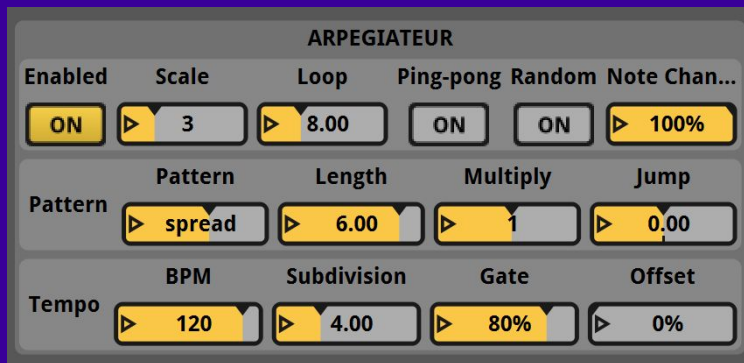 ARPEGIATEUR
Enabled Scale Loop Ping-pong Random Note Chan...
ON 3 8.00 ON ON 100%
Pattern Length Multiply Jump
Pattern spread 6.00 1 0.00
BPM Subdivision Gate Offset
Tempo 120 4.00 80% 0%